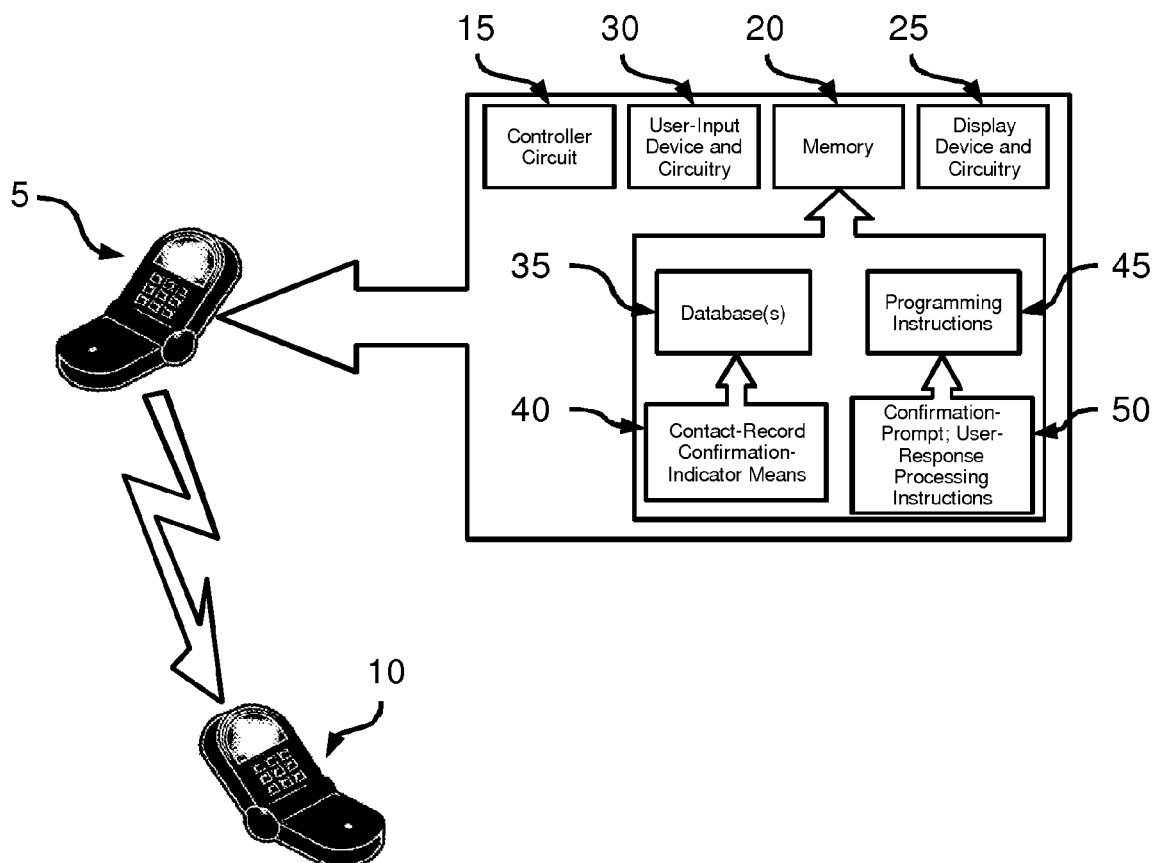 15
30
20
25
Controller
Circuit
User-Input
Device and
Circuitry
Memory
Display
Device and
Circuitry
5
35
Database(s)
Programming
Instructions
45
40
Contact-Record
Confirmation-
Indicator Means
Confirmation-
Prompt; User-
Response
Processing
Instructions
50
10